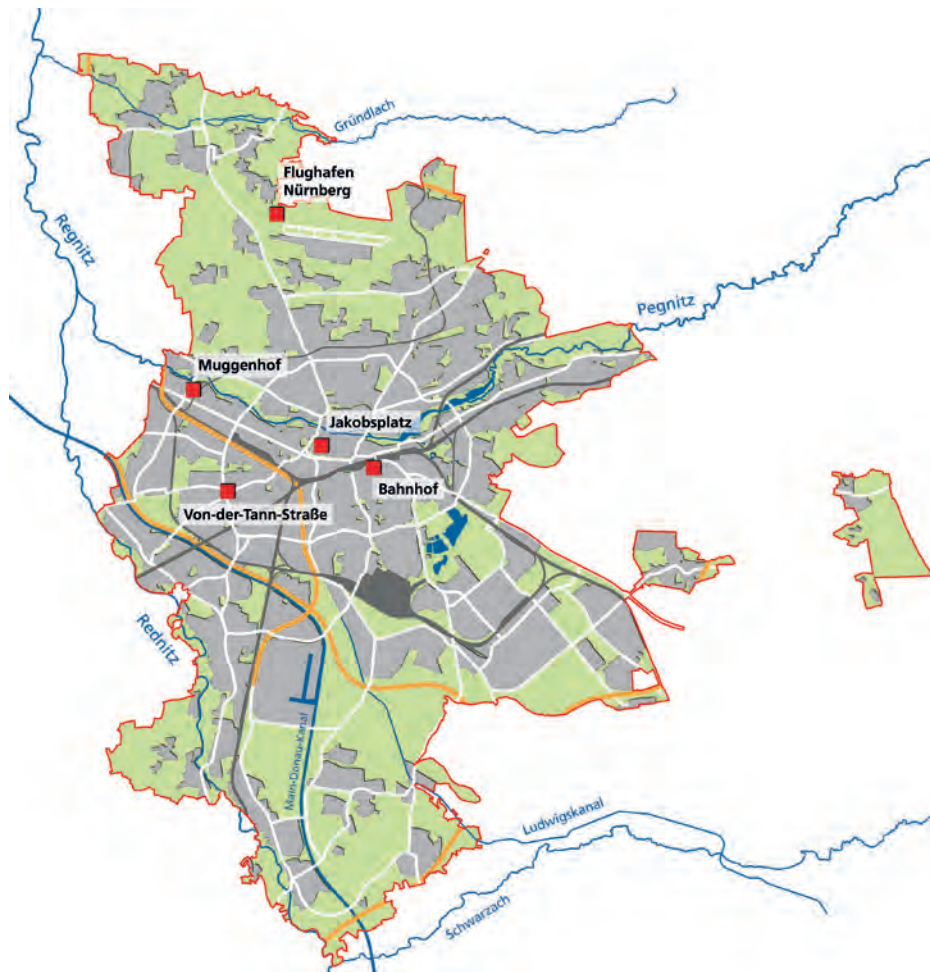 Gründlach
Flughafen
Nürnberg
Regnitz
Pegnitz
Muggenhof
Jakobsplatz
Bahnhof
Von-der-Tann-Straße
Rednitz
Main-Donau-Kanal
Ludwigskanal
Schwarzach